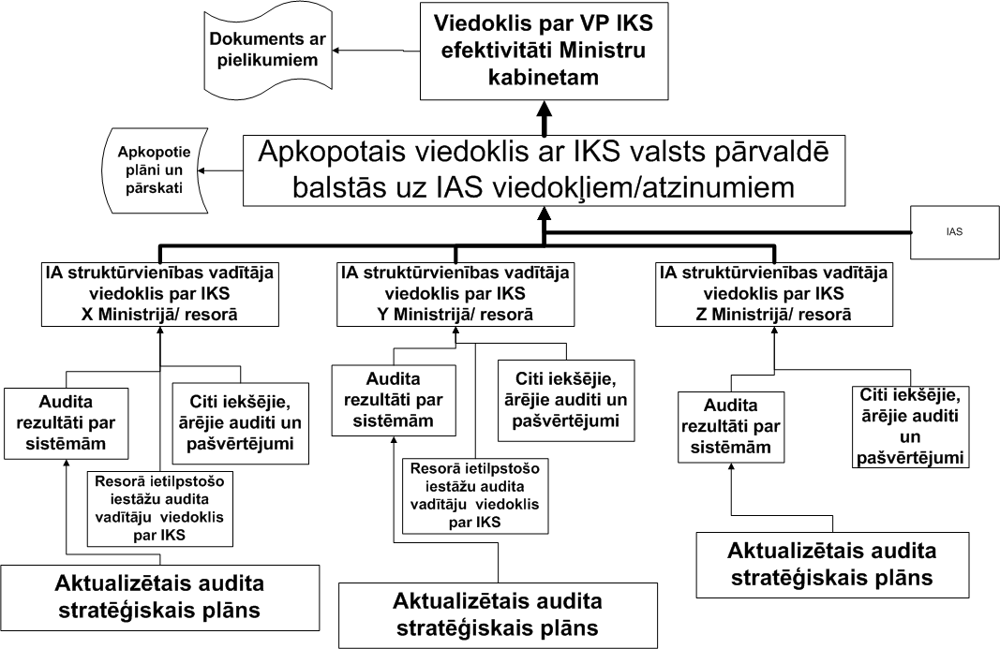 Viedoklis par VP IKS
efektivitāti Ministru
kabinetam
Dokuments ar
pielikumiem
Apkopotais viedoklis ar IKS valsts pārvaldē
balstās uz IAS viedokļiem/atzinumiem
Apkopotie
plāni un
pārskati
IAS
IA struktūrvienības vadītāja
viedoklis par IKS
X Ministrijā/ resorā
IA struktūrvienības vadītāja
viedoklis par IKS
Y Ministrijā/ resorā
IA struktūrvienības vadītāja
viedoklis par IKS
Z Ministrijā/ resorā
Audita
rezultāti par
sistēmām
Citi iekšējie,
ārējie auditi un
pašvērtējumi
Resorā ietilpstošo
iestāžu audita
vadītāju viedoklis
par IKS
Aktualizētais audita
stratēģiskais plāns
Audita
rezultāti par
sistēmām
Citi iekšējie,
ārējie auditi un
pašvērtējumi
Resorā ietilpstošo
iestāžu audita
vadītāju viedoklis
par IKS
Aktualizētais audita
stratēģiskais plāns
Audita
rezultāti par
sistēmām
Citi iekšējie,
ārējie auditi
un
pašvērtējumi
Aktualizētais audita
stratēģiskais plāns